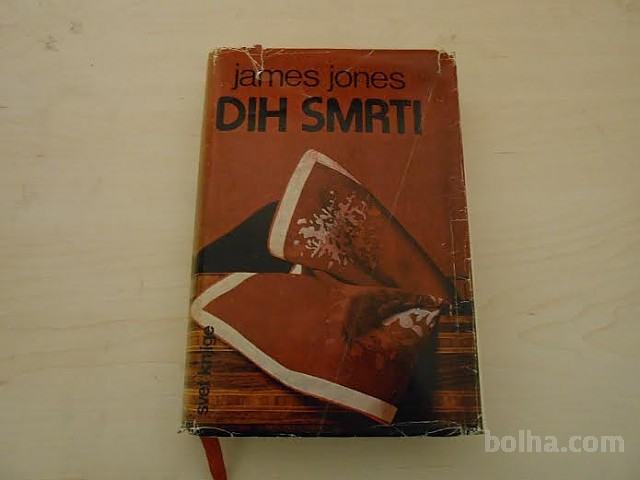 james jones
DIH SMRTI
svet knjige
bolha.com